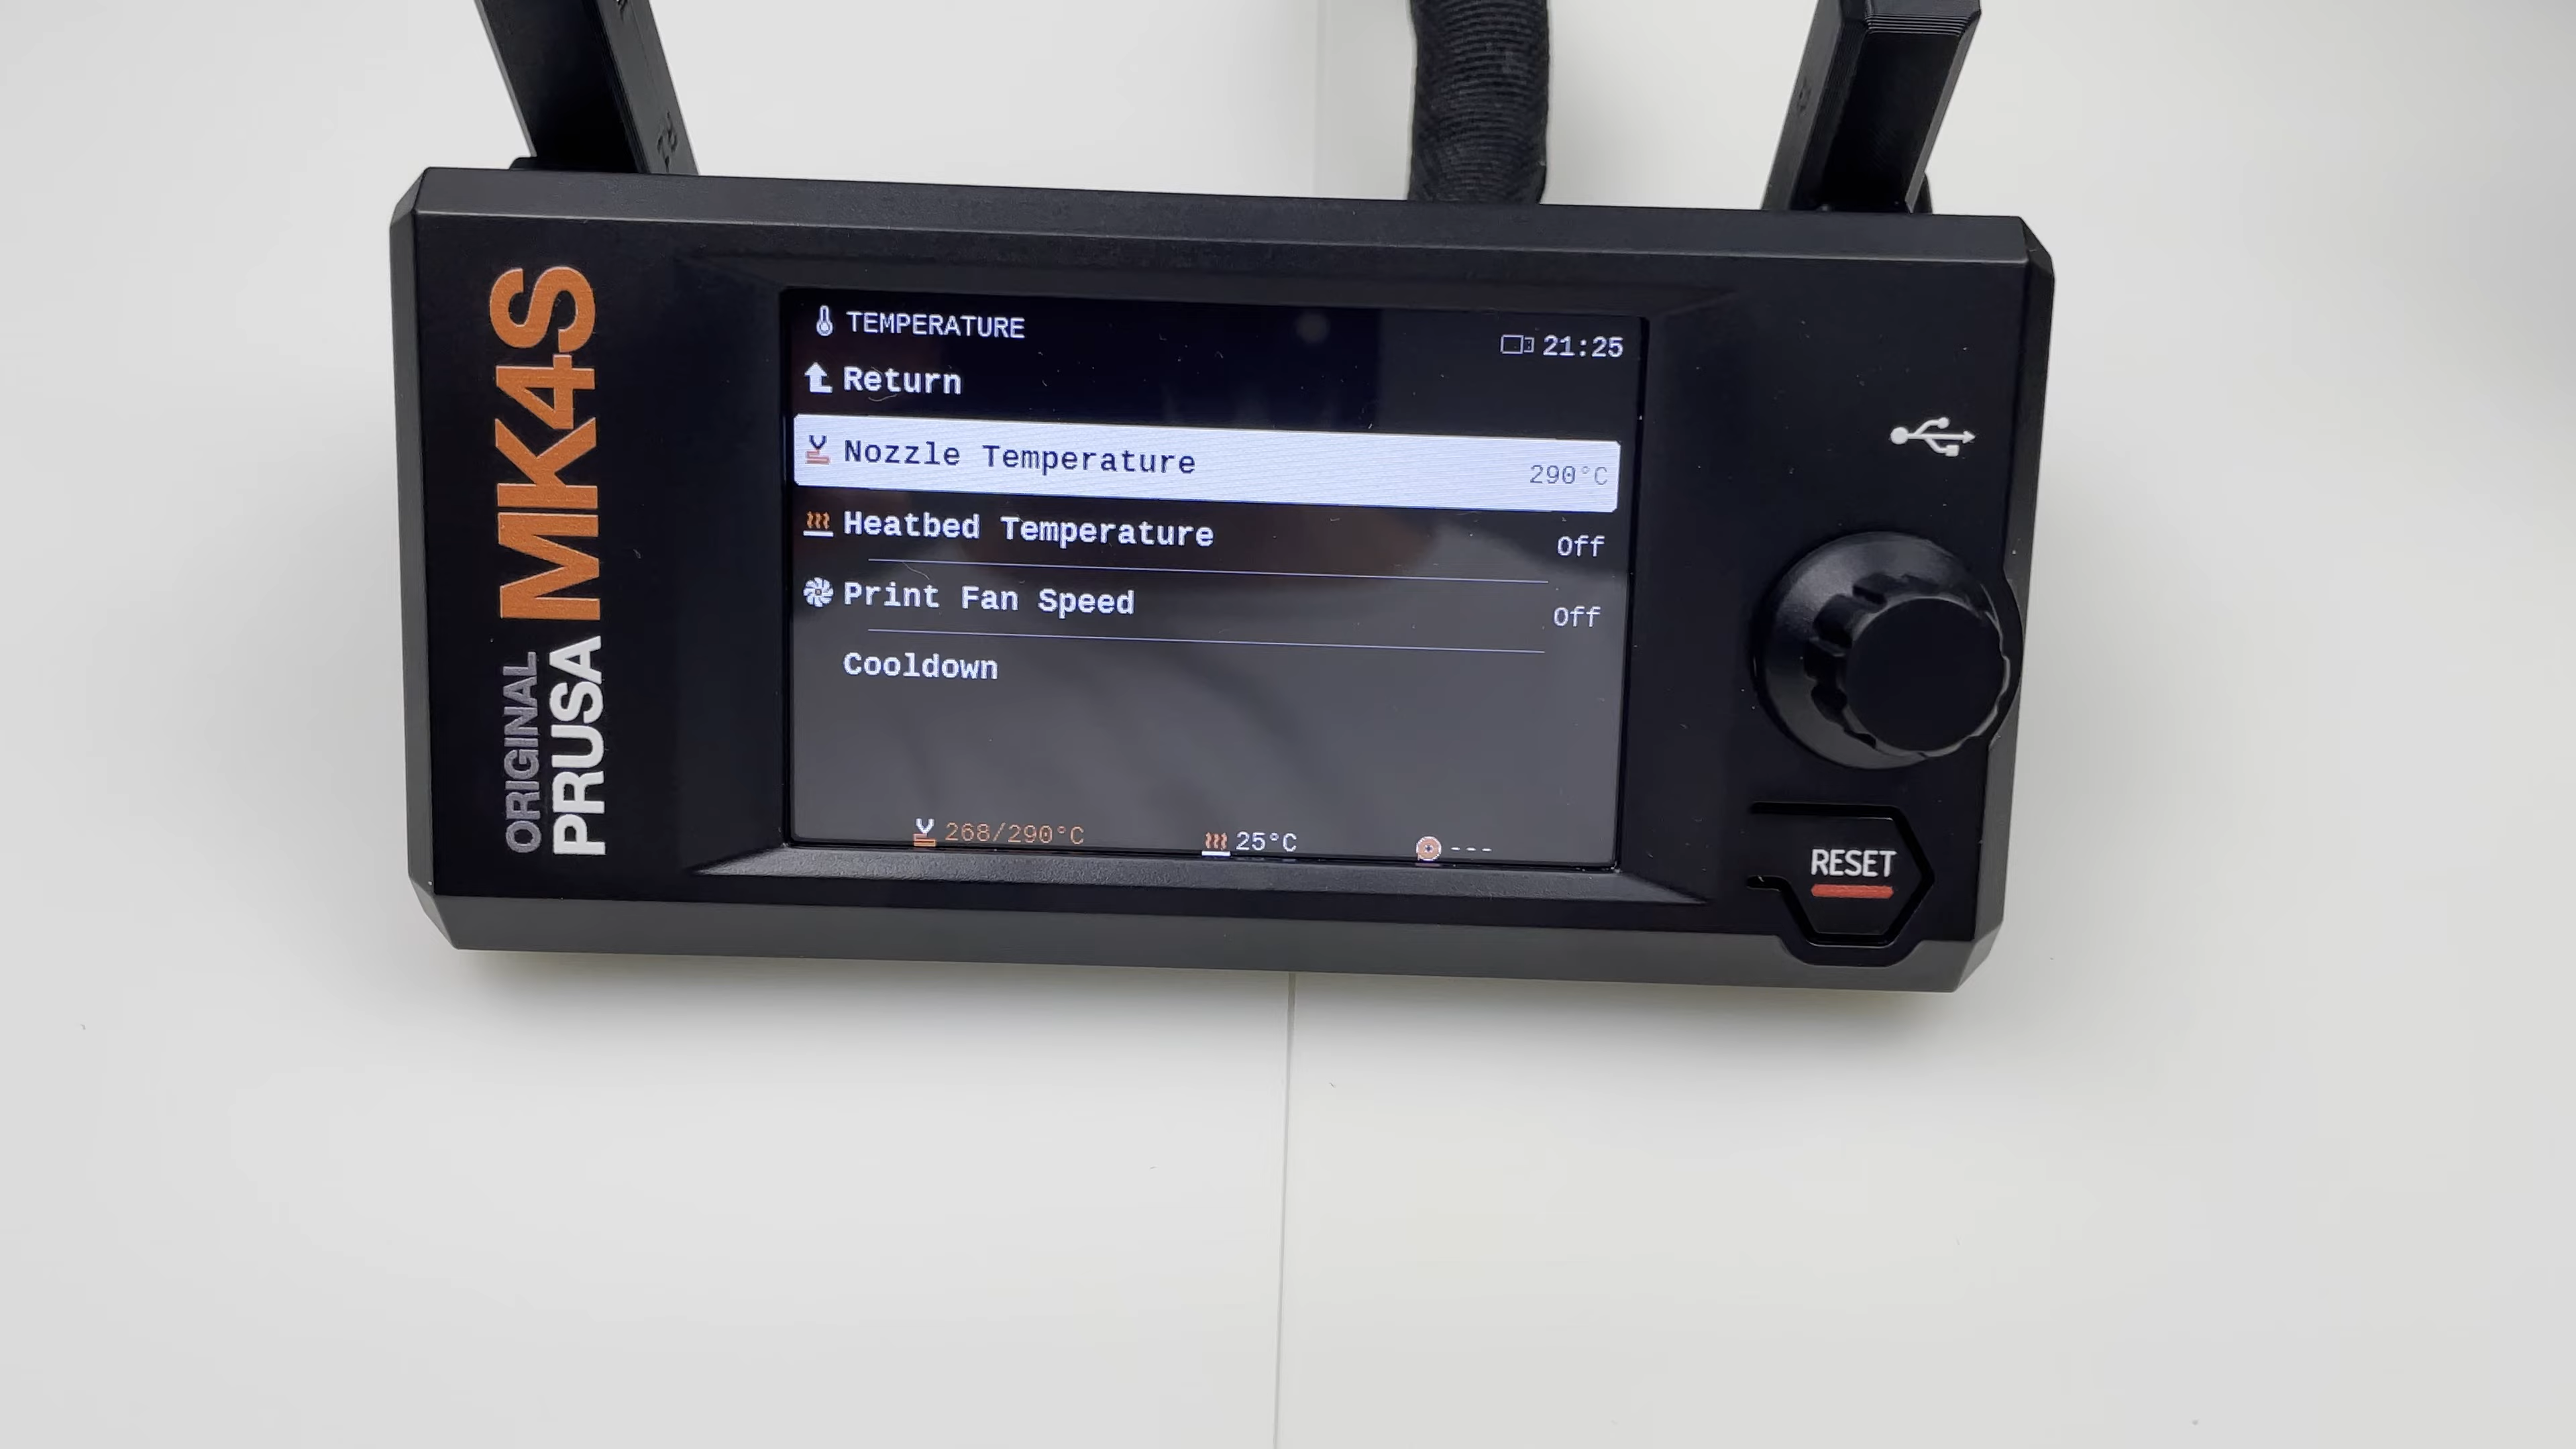 ORIGINAL
PRUSA
MK4S
TEMPERATURE
21:25
Return
Nozzle Temperature 290°C
Heatbed Temperature Off
Print Fan Speed Off
Cooldown
268/290°C 25°C ---
RESET